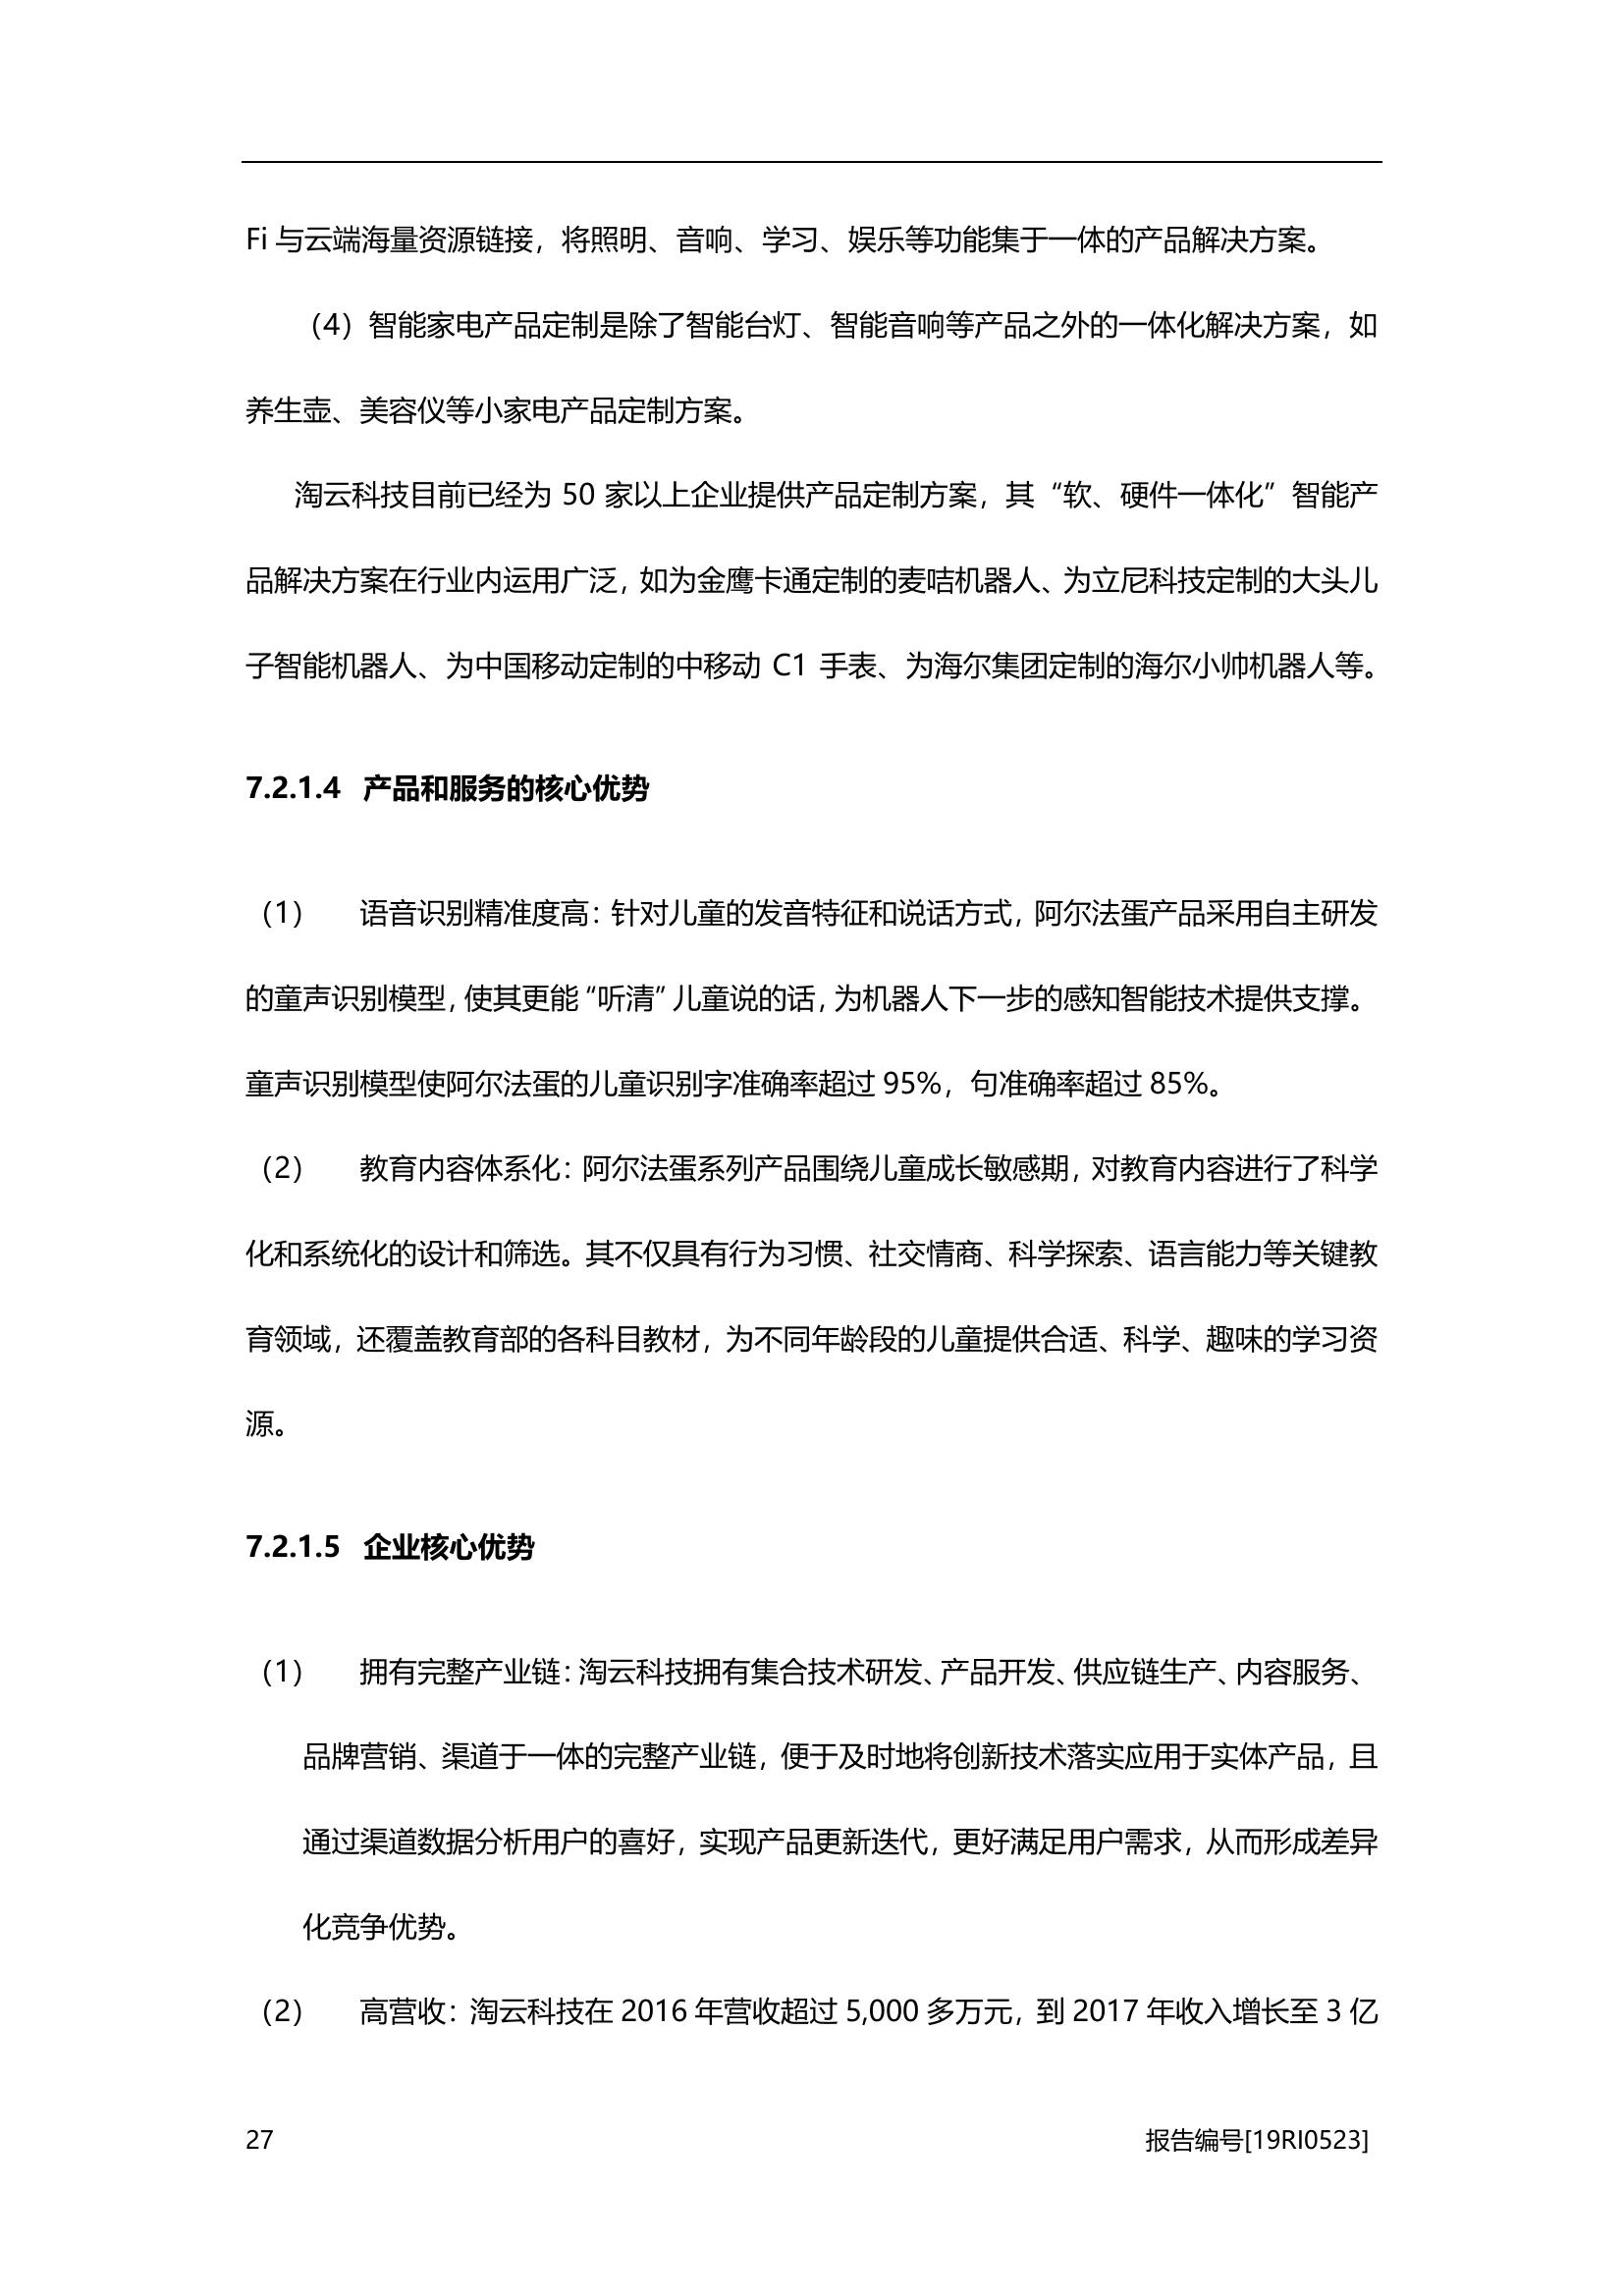 Fi 与云端海量资源链接，将照明、音响、学习、娱乐等功能集于一体的产品解决方案。
（4）智能家电产品定制是除了智能台灯、智能音响等产品之外的一体化解决方案，如
养生壶、美容仪等小家电产品定制方案。
淘云科技目前已经为 50 家以上企业提供产品定制方案，其“软、硬件一体化”智能产
品解决方案在行业内运用广泛，如为金鹰卡通定制的麦咭机器人、为立尼科技定制的大头儿
子智能机器人、为中国移动定制的中移动 C1 手表、为海尔集团定制的海尔小帅机器人等。
7.2.1.4 产品和服务的核心优势
（1） 语音识别精准度高：针对儿童的发音特征和说话方式，阿尔法蛋产品采用自主研发
的童声识别模型，使其更能“听清”儿童说的话，为机器人下一步的感知智能技术提供支撑。
童声识别模型使阿尔法蛋的儿童识别字准确率超过 95%，句准确率超过 85%。
（2） 教育内容体系化：阿尔法蛋系列产品围绕儿童成长敏感期，对教育内容进行了科学
化和系统化的设计和筛选。其不仅具有行为习惯、社交情商、科学探索、语言能力等关键教
育领域，还覆盖教育部的各科目教材，为不同年龄段的儿童提供合适、科学、趣味的学习资
源。
7.2.1.5 企业核心优势
（1） 拥有完整产业链：淘云科技拥有集合技术研发、产品开发、供应链生产、内容服务、
品牌营销、渠道于一体的完整产业链，便于及时地将创新技术落实应用于实体产品，且
通过渠道数据分析用户的喜好，实现产品更新迭代，更好满足用户需求，从而形成差异
化竞争优势。
（2） 高营收：淘云科技在 2016 年营收超过 5,000 多万元，到 2017 年收入增长至 3 亿
27 报告编号[19RI0523]